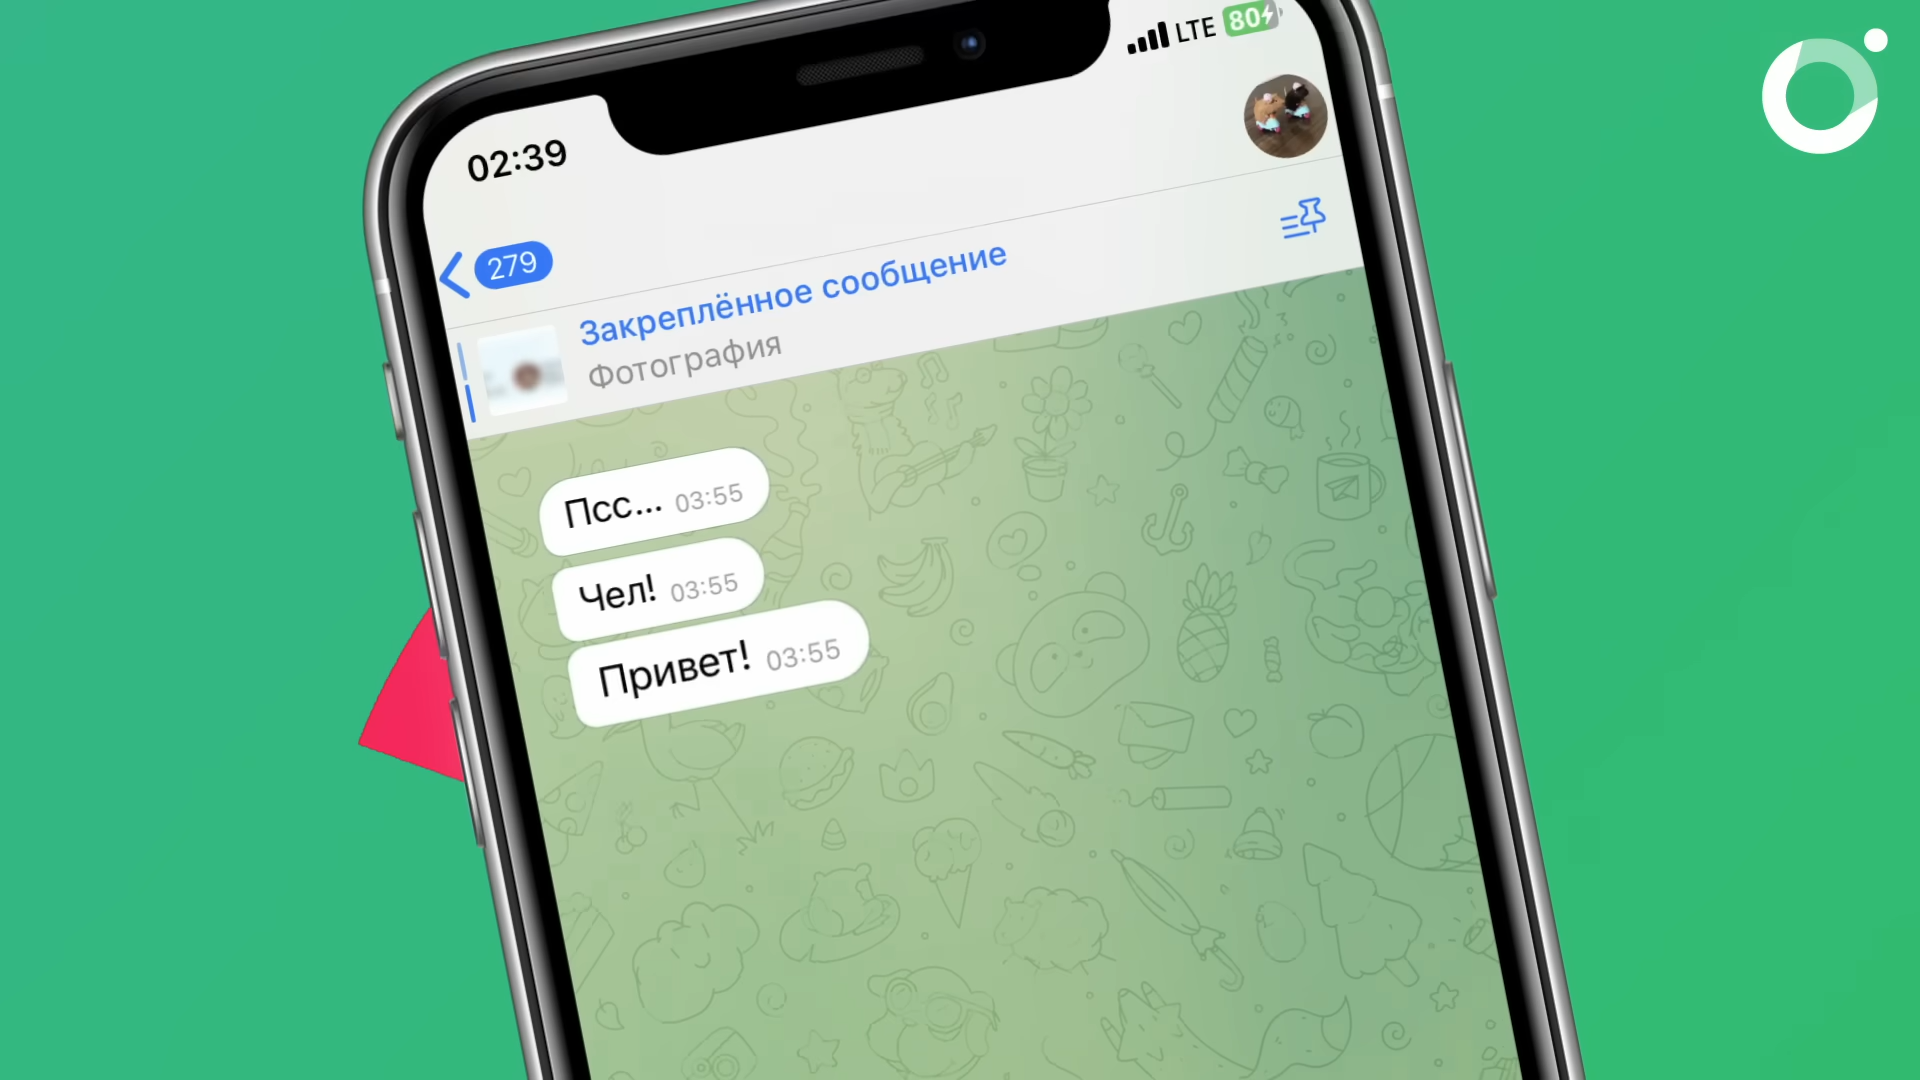 LTE 80
02:39
279
Закреплённое сообщение
Фотография
Псс... 03:55
Чел! 03:55
Привет! 03:55